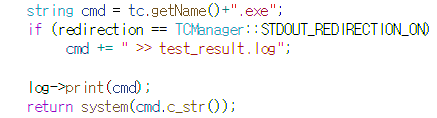 string cmd = tc.getName()+".exe";
if (redirection == TCManager::STDOUT_REDIRECTION_ON)
cmd += " >> test_result.log";
log->print(cmd);
return system(cmd.c_str());